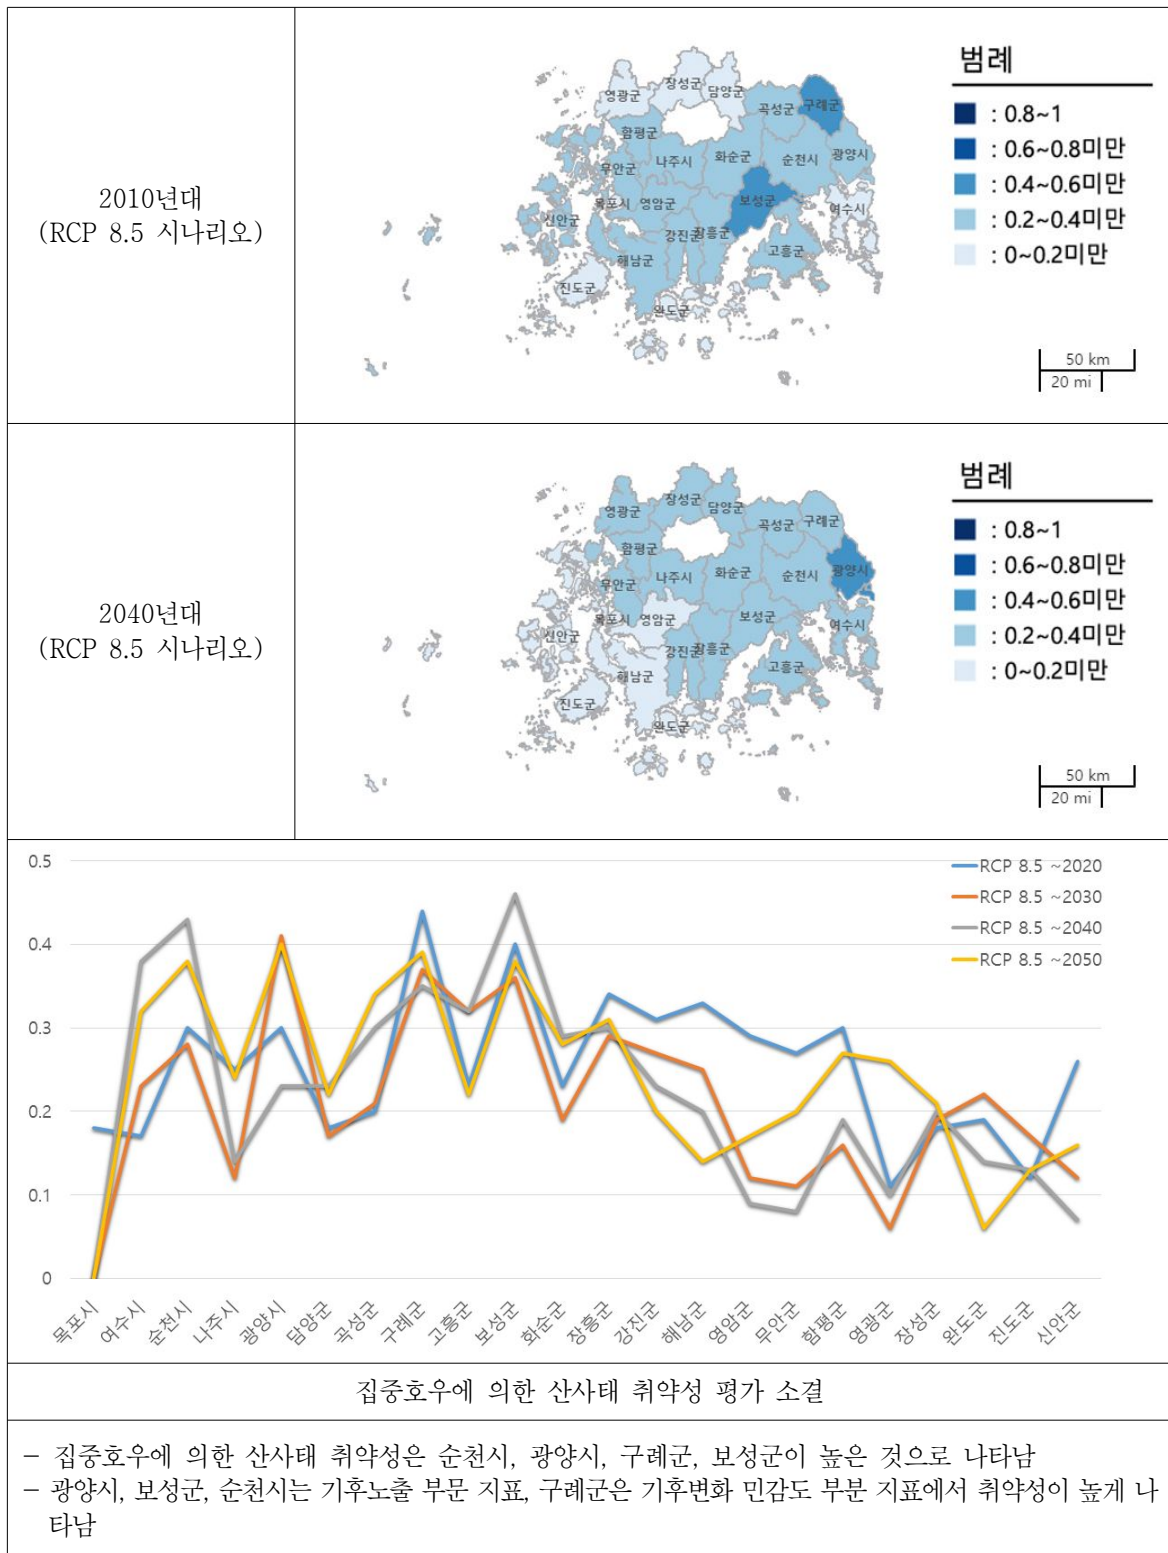 2010년대
(RCP 8.5 시나리오)
장성군
영광군
담양군
곡성군
구례군
함평군
나주시
화순군
순천시
광양시
무안군
목포시
영암군
보성군
여수시
신안군
강진군
장흥군
고흥군
해남군
진도군
완도군
범례
: 0.8~1
: 0.6~0.8미만
: 0.4~0.6미만
: 0.2~0.4미만
: 0~0.2미만
50 km
20 mi
2040년대
(RCP 8.5 시나리오)
장성군
영광군
담양군
곡성군
구례군
함평군
나주시
화순군
순천시
광양시
무안군
목포시
영암군
보성군
여수시
신안군
강진군
장흥군
고흥군
해남군
진도군
완도군
범례
: 0.8~1
: 0.6~0.8미만
: 0.4~0.6미만
: 0.2~0.4미만
: 0~0.2미만
50 km
20 mi
0.5
0.4
0.3
0.2
0.1
0
RCP 8.5 ~2020
RCP 8.5 ~2030
RCP 8.5 ~2040
RCP 8.5 ~2050
목포시
여수시
순천시
나주시
광양시
담양군
곡성군
구례군
고흥군
보성군
화순군
장흥군
강진군
해남군
영암군
무안군
함평군
영광군
장성군
완도군
진도군
신안군
집중호우에 의한 산사태 취약성 평가 소결
- 집중호우에 의한 산사태 취약성은 순천시, 광양시, 구례군, 보성군이 높은 것으로 나타남
- 광양시, 보성군, 순천시는 기후노출 부문 지표, 구례군은 기후변화 민감도 부분 지표에서 취약성이 높게 나
타남